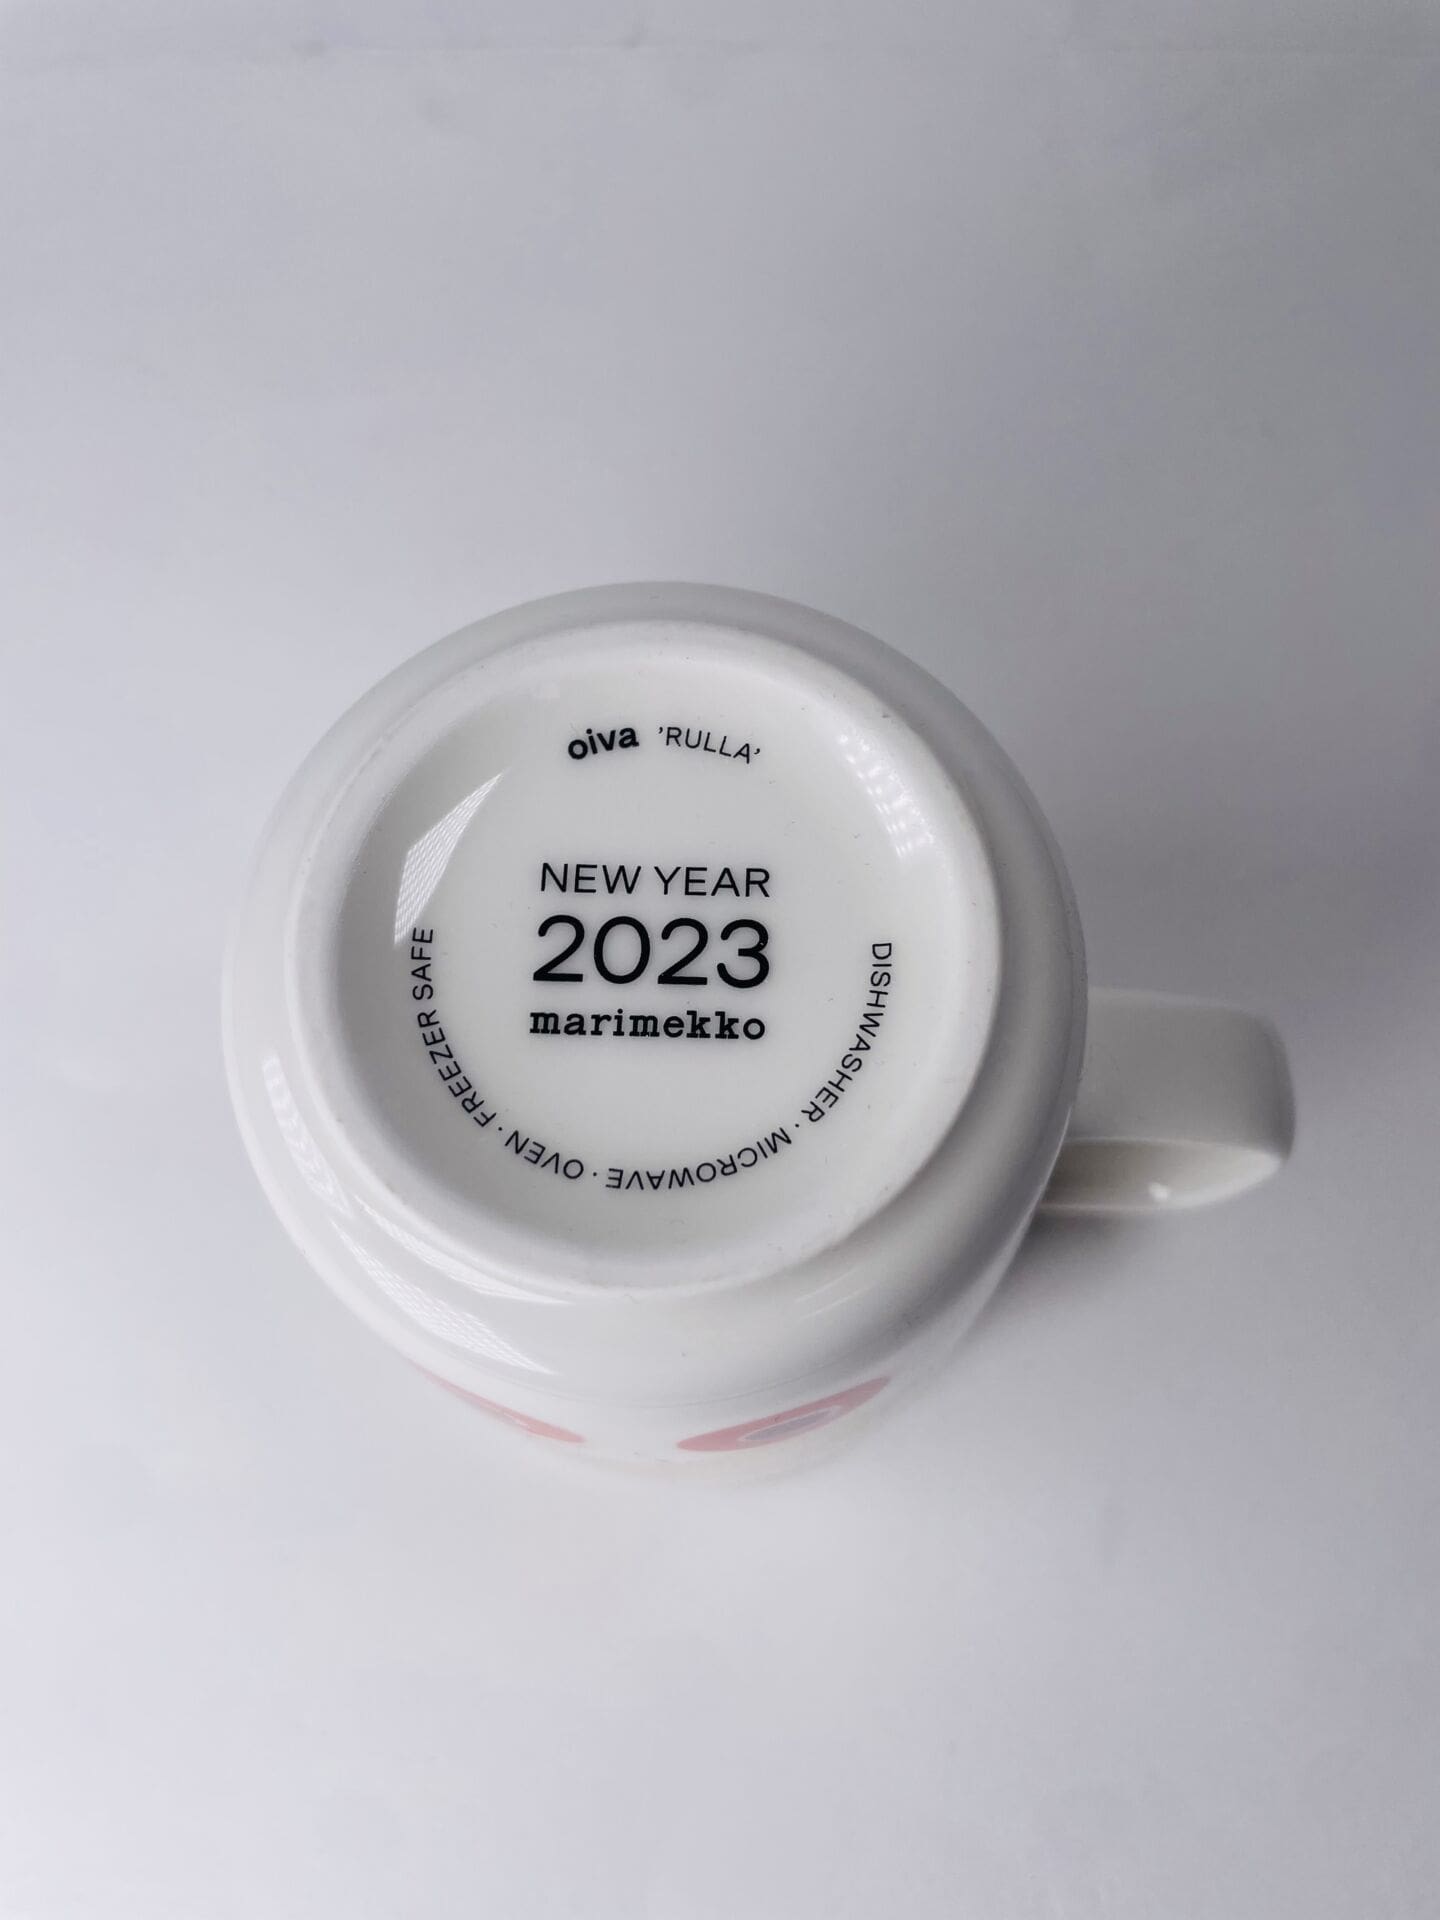 oiva 'RULLA'
NEW YEAR
2023
marimekko
DISHWASHER · MICROWAVE · OVEN · FREEZER SAFE